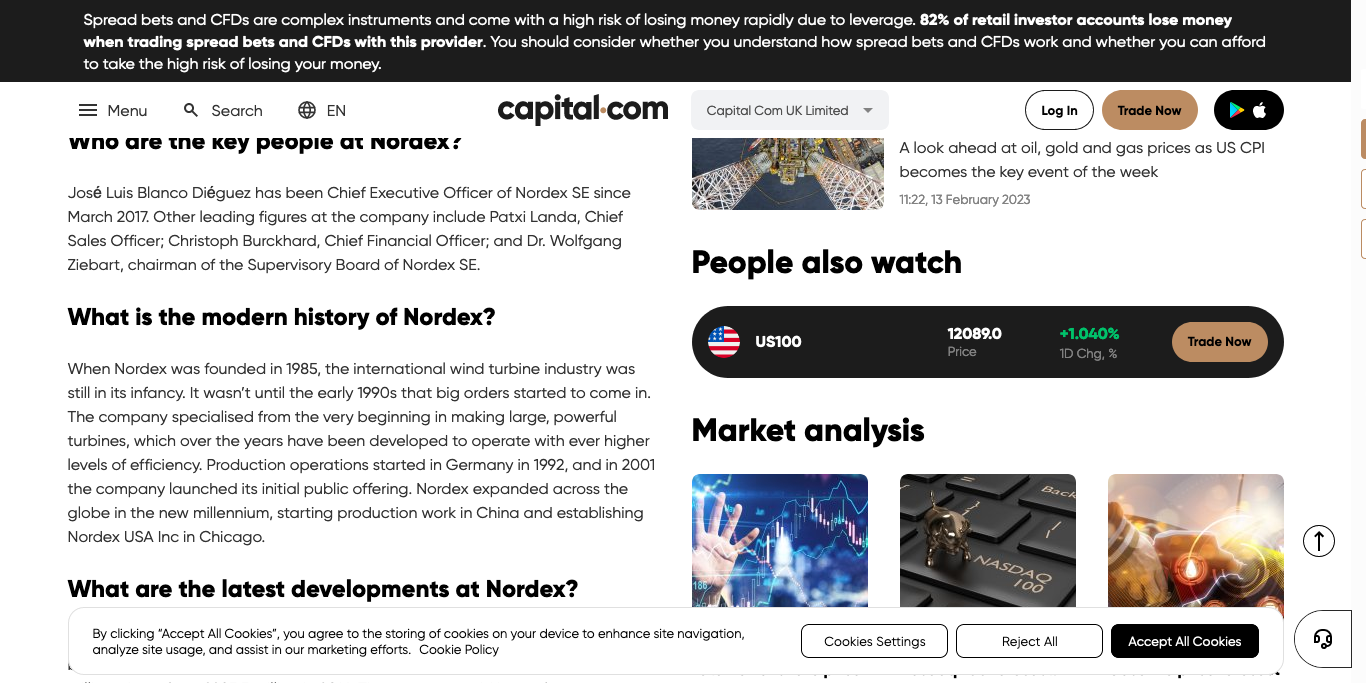 Spread bets and CFDs are complex instruments and come with a high risk of losing money rapidly due to leverage. 82% of retail investor accounts lose money
when trading spread bets and CFDs with this provider. You should consider whether you understand how spread bets and CFDs work and whether you can afford
to take the high risk of losing your money.
Menu
Search
EN
capital.com
Capital Com UK Limited
Log In
Trade Now
Who are the key people at Nordex?
José Luis Blanco Diéguez has been Chief Executive Officer of Nordex SE since
March 2017. Other leading figures at the company include Patxi Landa, Chief
Sales Officer; Christoph Burckhard, Chief Financial Officer; and Dr. Wolfgang
Ziebart, chairman of the Supervisory Board of Nordex SE.
What is the modern history of Nordex?
When Nordex was founded in 1985, the international wind turbine industry was
still in its infancy. It wasn’t until the early 1990s that big orders started to come in.
The company specialised from the very beginning in making large, powerful
turbines, which over the years have been developed to operate with ever higher
levels of efficiency. Production operations started in Germany in 1992, and in 2001
the company launched its initial public offering. Nordex expanded across the
globe in the new millennium, starting production work in China and establishing
Nordex USA Inc in Chicago.
What are the latest developments at Nordex?
A look ahead at oil, gold and gas prices as US CPI
becomes the key event of the week
11:22, 13 February 2023
People also watch
US100
12089.0
Price
+1.040%
1D Chg, %
Trade Now
Market analysis
186
Back
NASDAQ
100
By clicking “Accept All Cookies”, you agree to the storing of cookies on your device to enhance site navigation,
analyze site usage, and assist in our marketing efforts. Cookie Policy
Cookies Settings
Reject All
Accept All Cookies